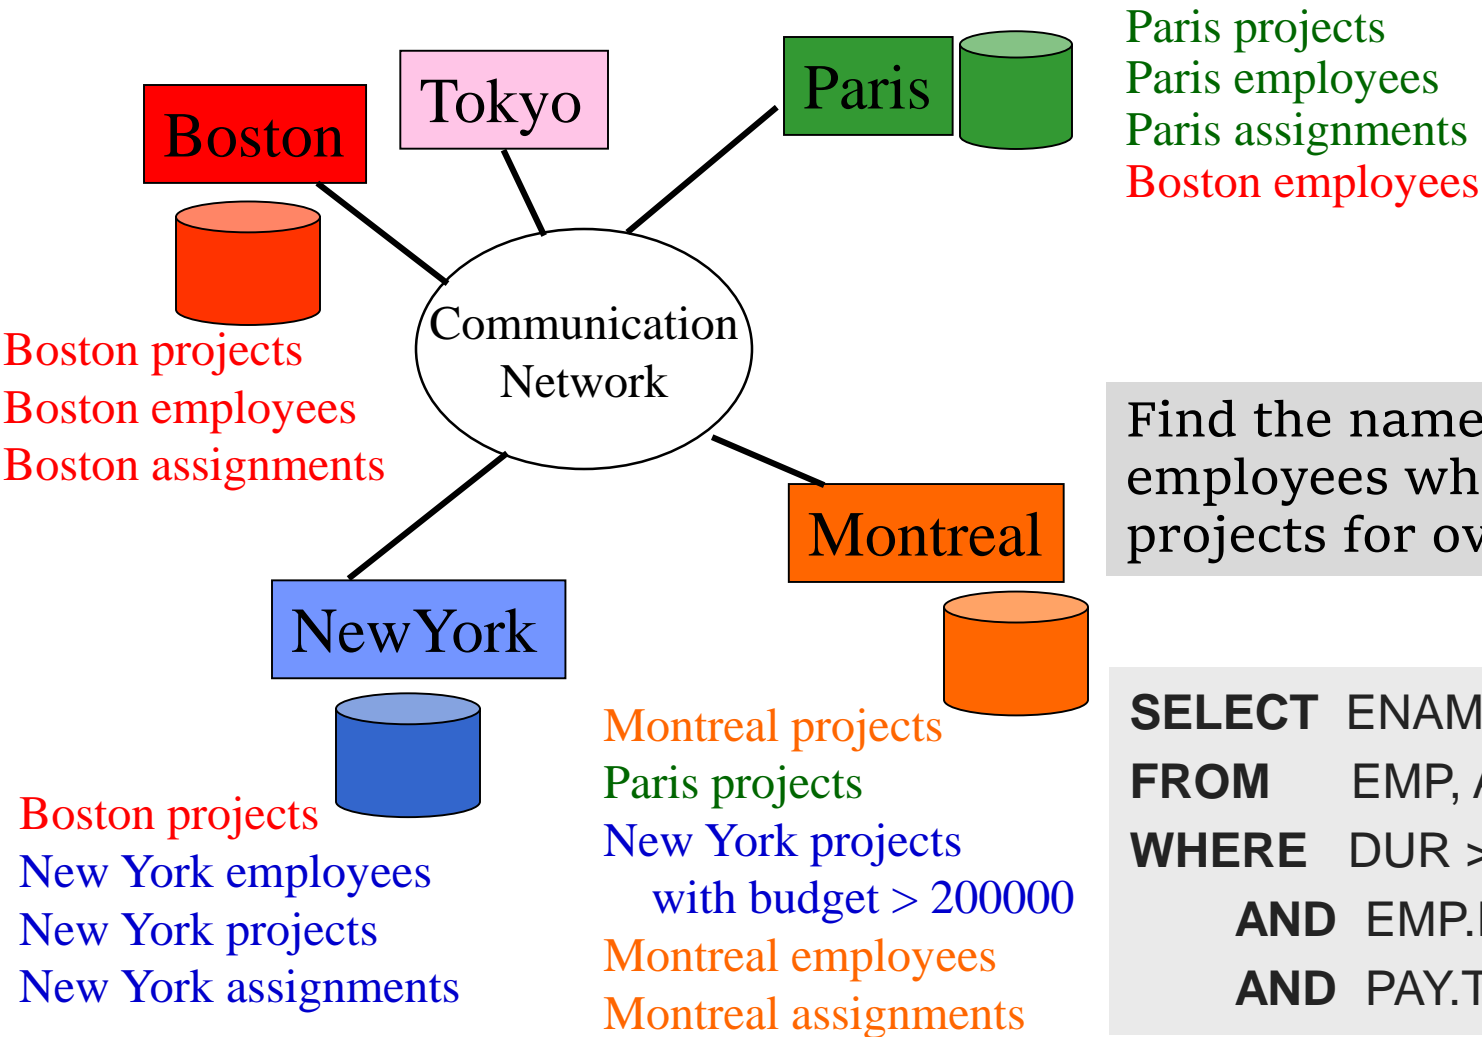 Paris projects
Paris employees
Paris assignments
Boston employees
Tokyo
Paris
Boston
Communication
Network
Boston projects
Boston employees
Boston assignments
Montreal
New York
Find the name
employees wh
projects for ov
Montreal projects
Paris projects
New York projects
with budget > 200000
Montreal employees
Montreal assignments
Boston projects
New York employees
New York projects
New York assignments
SELECT ENAM
FROM EMP, A
WHERE DUR >
AND EMP.
AND PAY.T